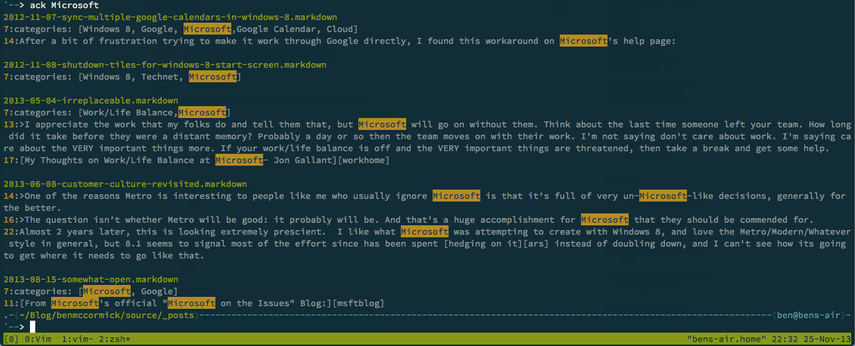 `--> ack Microsoft
2012-11-07-sync-multiple-google-calendars-in-windows-8.markdown
7:categories: [Windows 8, Google, Microsoft,Google Calendar, Cloud]
14:After a bit of frustration trying to make it work through Google directly, I found this workaround on Microsoft's help page:
2012-11-08-shutdown-tiles-for-windows-8-start-screen.markdown
7:categories: [Windows 8, Technet, Microsoft]
2013-05-04-irreplaceable.markdown
7:categories: [Work/Life Balance,Microsoft]
13:>I appreciate the work that my folks do and tell them that, but Microsoft will go on without them. Think about the last time someone left your team. How long
did it take before they were a distant memory? Probably a day or so then the team moves on with their work. I'm not saying don't care about work. I'm saying ca
re about the VERY important things more. If your work/life balance is off and the VERY important things are threatened, then take a break and get some help.
17:[My Thoughts on Work/Life Balance at Microsoft- Jon Gallant][workhome]
2013-06-08-customer-culture-revisited.markdown
14:>One of the reasons Metro is interesting to people like me who usually ignore Microsoft is that it's full of very un-Microsoft-like decisions, generally for
the better.
16:>The question isn't whether Metro will be good: it probably will be. And that's a huge accomplishment for Microsoft that they should be commended for.
22:Almost 2 years later, this is looking extremely prescient.  I like what Microsoft was attempting to create with Windows 8, and love the Metro/Modern/Whatever
style in general, but 8.1 seems to signal most of the effort since has been spent [hedging on it][ars] instead of doubling down, and I can't see how its going
to get where it needs to go like that.
2013-08-15-somewhat-open.markdown
7:categories: [Microsoft, Google]
11:[From Microsoft's official "Microsoft on the Issues" Blog:][msftblog]
.-(~/Blog/benmccormick/source/_posts)---(ben@bens-air)-
`-->
[0] 0:Vim  1:vim- 2:zsh* "bens-air.home" 22:32 25-Nov-13